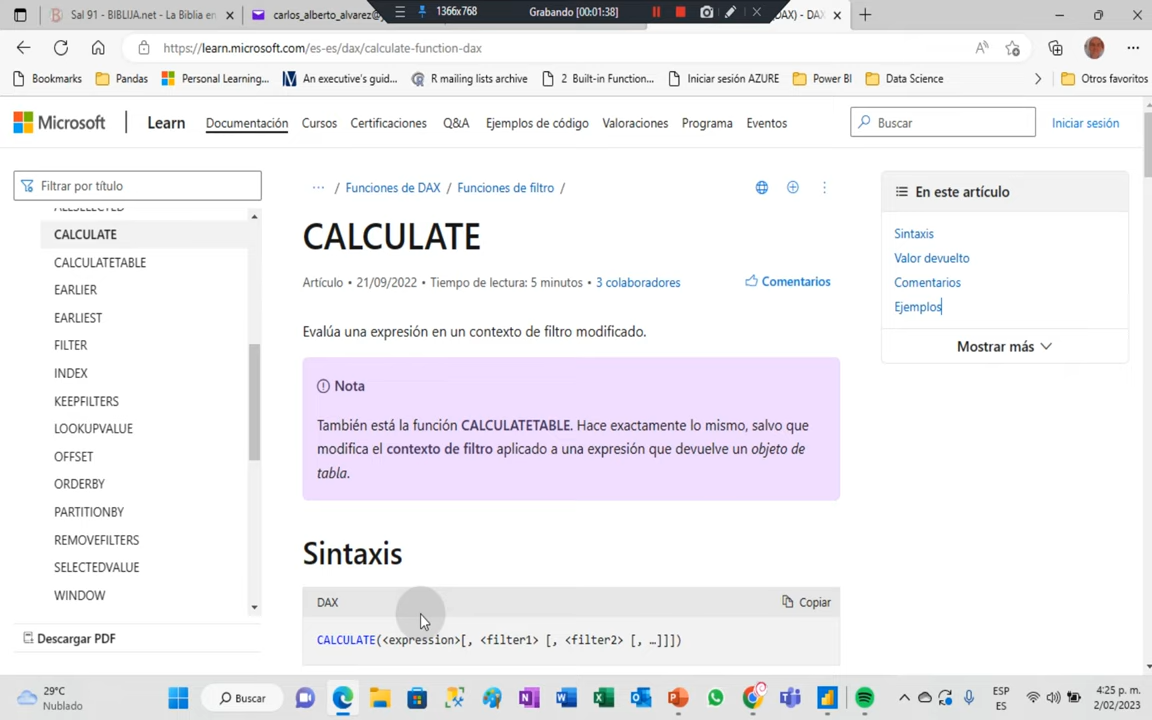 Sal 91 - BIBLIJA.net - La Biblia en
carlos_alberto_alvarez@
1366x768
Grabando [00:01:38]
(DAX) - DAX
https://learn.microsoft.com/es-es/dax/calculate-function-dax
Bookmarks
Pandas
Personal Learning...
An executive's guid...
R mailing lists archive
2 Built-in Function...
Iniciar sesión AZURE
Power BI
Data Science
Otros favoritos
Microsoft
Learn
Documentación
Cursos
Certificaciones
Q&A
Ejemplos de código
Valoraciones
Programa
Eventos
Buscar
Iniciar sesión
Filtrar por título
ALLSELECTED
CALCULATE
CALCULATETABLE
EARLIER
EARLIEST
FILTER
INDEX
KEEPFILTERS
LOOKUPVALUE
OFFSET
ORDERBY
PARTITIONBY
REMOVEFILTERS
SELECTEDVALUE
WINDOW
Descargar PDF
··· / Funciones de DAX / Funciones de filtro /
CALCULATE
Artículo • 21/09/2022 • Tiempo de lectura: 5 minutos • 3 colaboradores
Comentarios
Evalúa una expresión en un contexto de filtro modificado.
Nota
También está la función CALCULATETABLE. Hace exactamente lo mismo, salvo que
modifica el contexto de filtro aplicado a una expresión que devuelve un objeto de
tabla.
Sintaxis
DAX
Copiar
CALCULATE(<expression>[, <filter1> [, <filter2> [, …]]])
En este artículo
Sintaxis
Valor devuelto
Comentarios
Ejemplos
Mostrar más
29°C
Nublado
Buscar
ESP
ES
4:25 p. m.
2/02/2023